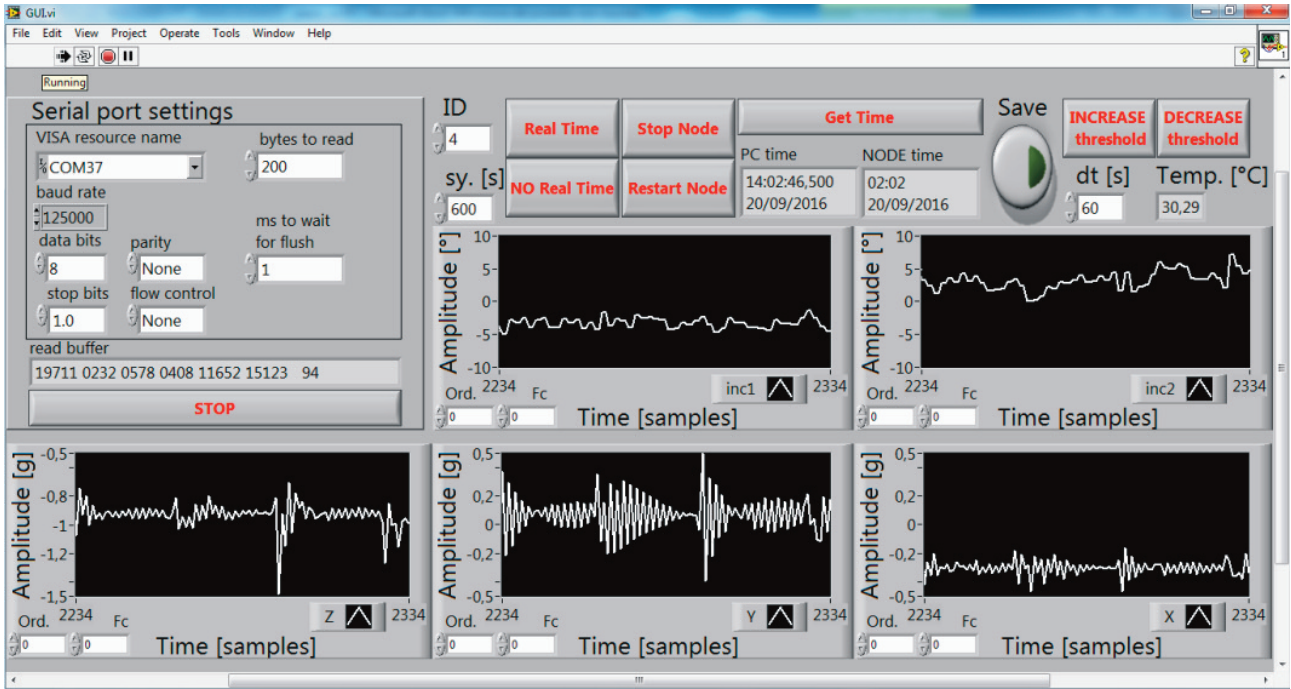 GUI.vi
File Edit View Project Operate Tools Window Help
Running
Serial port settings
VISA resource name
bytes to read
COM37
200
baud rate
125000
ms to wait
for flush
data bits
parity
8
None
1
stop bits
flow control
1.0
None
read buffer
19711 0232 0578 0408 11652 15123 94
STOP
ID
4
sy. [s]
600
Real Time
Stop Node
NO Real Time
Restart Node
Get Time
PC time
NODE time
14:02:46,500
20/09/2016
02:02
20/09/2016
Save
INCREASE
threshold
DECREASE
threshold
dt [s]
Temp. [°C]
60
30,29
Amplitude [°]
10-
5-
0-
-5-
-10-
Ord. 2234 Fc
inc1
2334
0 0
Time [samples]
Amplitude [°]
10-
5-
0-
-5-
-10-
Ord. 2234 Fc
inc2
2334
0 0
Time [samples]
Amplitude [g]
-0,5-
-0,8-
-1-
-1,2-
-1,5-
Ord. 2234 Fc
Z
2334
0 0
Time [samples]
Amplitude [g]
0,5-
0,2-
0-
-0,2-
-0,5-
Ord. 2234 Fc
Y
2334
0 0
Time [samples]
Amplitude [g]
0,5-
0,2-
0-
-0,2-
-0,5-
Ord. 2234 Fc
X
2334
0 0
Time [samples]